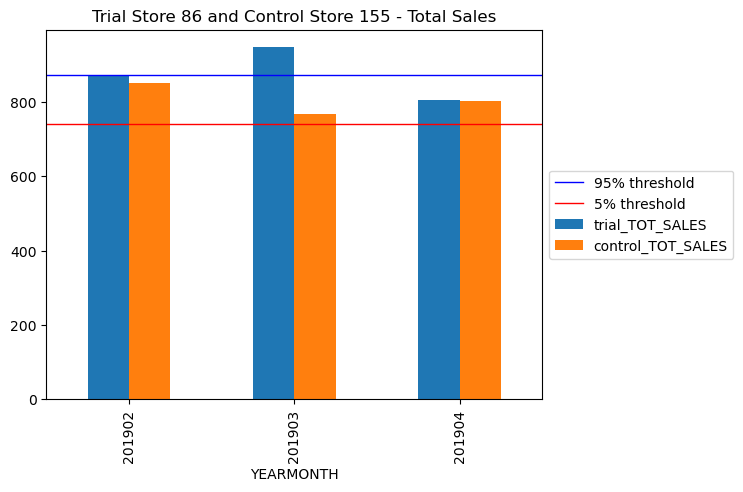 Trial Store 86 and Control Store 155 - Total Sales
800
600
400
200
0
201902
201903
201904
YEARMONTH
95% threshold
5% threshold
trial_TOT_SALES
control_TOT_SALES